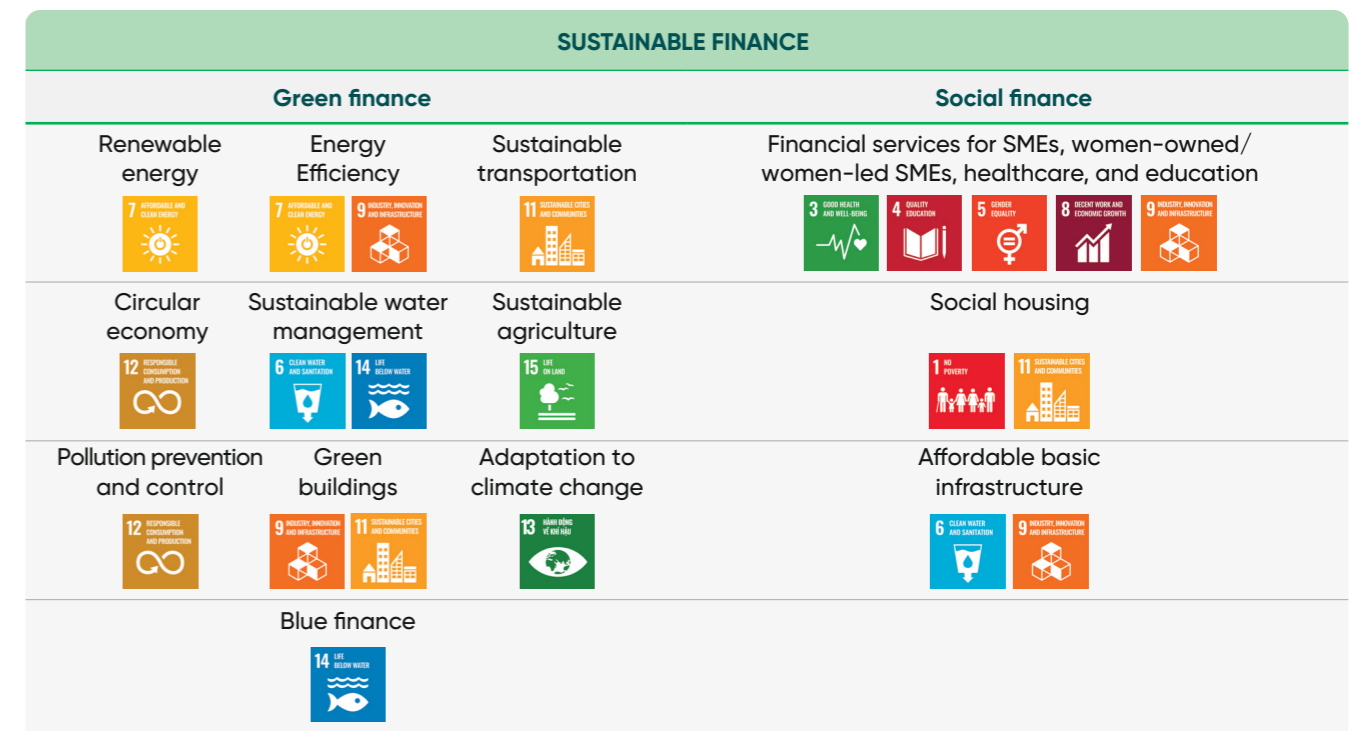 SUSTAINABLE FINANCE
Green finance
Social finance
Renewable
energy
7 AFFORDABLE AND
CLEAN ENERGY
Energy
Efficiency
7 AFFORDABLE AND
CLEAN ENERGY
9 INDUSTRY, INNOVATION
AND INFRASTRUCTURE
Sustainable
transportation
11 SUSTAINABLE CITIES
AND COMMUNITIES
Financial services for SMEs, women-owned/
women-led SMEs, healthcare, and education
3 GOOD HEALTH
AND WELL-BEING
4 QUALITY
EDUCATION
5 GENDER
EQUALITY
8 DECENT WORK AND
ECONOMIC GROWTH
9 INDUSTRY, INNOVATION
AND INFRASTRUCTURE
Circular
economy
12 RESPONSIBLE
CONSUMPTION
AND PRODUCTION
Sustainable water
management
6 CLEAN WATER
AND SANITATION
14 LIFE
BELOW WATER
Sustainable
agriculture
15 LIFE
ON LAND
Social housing
1 NO
POVERTY
11 SUSTAINABLE CITIES
AND COMMUNITIES
Pollution prevention
and control
12 RESPONSIBLE
CONSUMPTION
AND PRODUCTION
Green
buildings
9 INDUSTRY, INNOVATION
AND INFRASTRUCTURE
11 SUSTAINABLE CITIES
AND COMMUNITIES
Adaptation to
climate change
13 HÀNH ĐỘNG
VỀ KHÍ HẬU
Affordable basic
infrastructure
6 CLEAN WATER
AND SANITATION
9 INDUSTRY, INNOVATION
AND INFRASTRUCTURE
Blue finance
14 LIFE
BELOW WATER